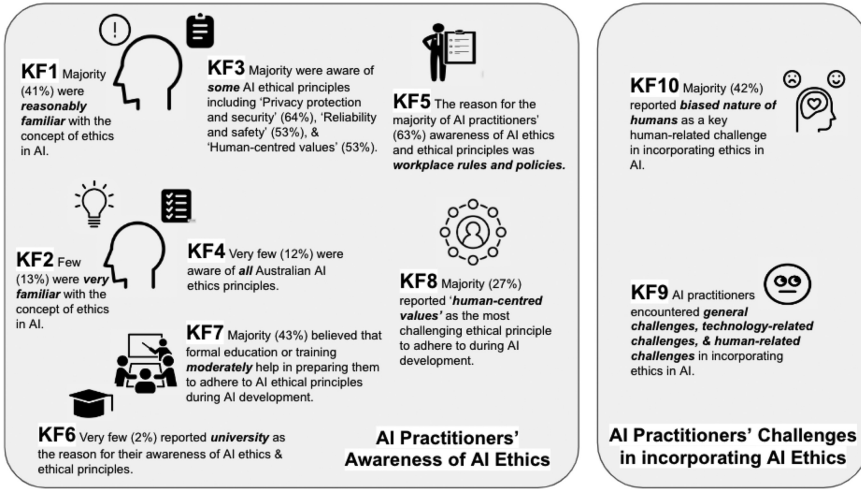 KF1 Majority
(41%) were
reasonably
familiar with the
concept of ethics
in AI.
KF3 Majority were aware of
some AI ethical principles
including ‘Privacy protection
and security’ (64%), ‘Reliability
and safety’ (53%), &
‘Human-centred values’ (53%).
KF5 The reason for the
majority of AI practitioners’
(63%) awareness of AI ethics
and ethical principles was
workplace rules and policies.
KF2 Few
(13%) were very
familiar with the
concept of ethics
in AI.
KF4 Very few (12%) were
aware of all Australian AI
ethics principles.
KF8 Majority (27%)
reported ‘human-centred
values’ as the most
challenging ethical principle
to adhere to during AI
development.
KF7 Majority (43%) believed that
formal education or training
moderately help in preparing them
to adhere to AI ethical principles
during AI development.
KF6 Very few (2%) reported university as
the reason for their awareness of AI ethics &
ethical principles.
AI Practitioners’
Awareness of AI Ethics
KF10 Majority (42%)
reported biased nature of
humans as a key
human-related challenge
in incorporating ethics in
AI.
KF9 AI practitioners
encountered general
challenges, technology-related
challenges, & human-related
challenges in incorporating
ethics in AI.
AI Practitioners’ Challenges
in incorporating AI Ethics